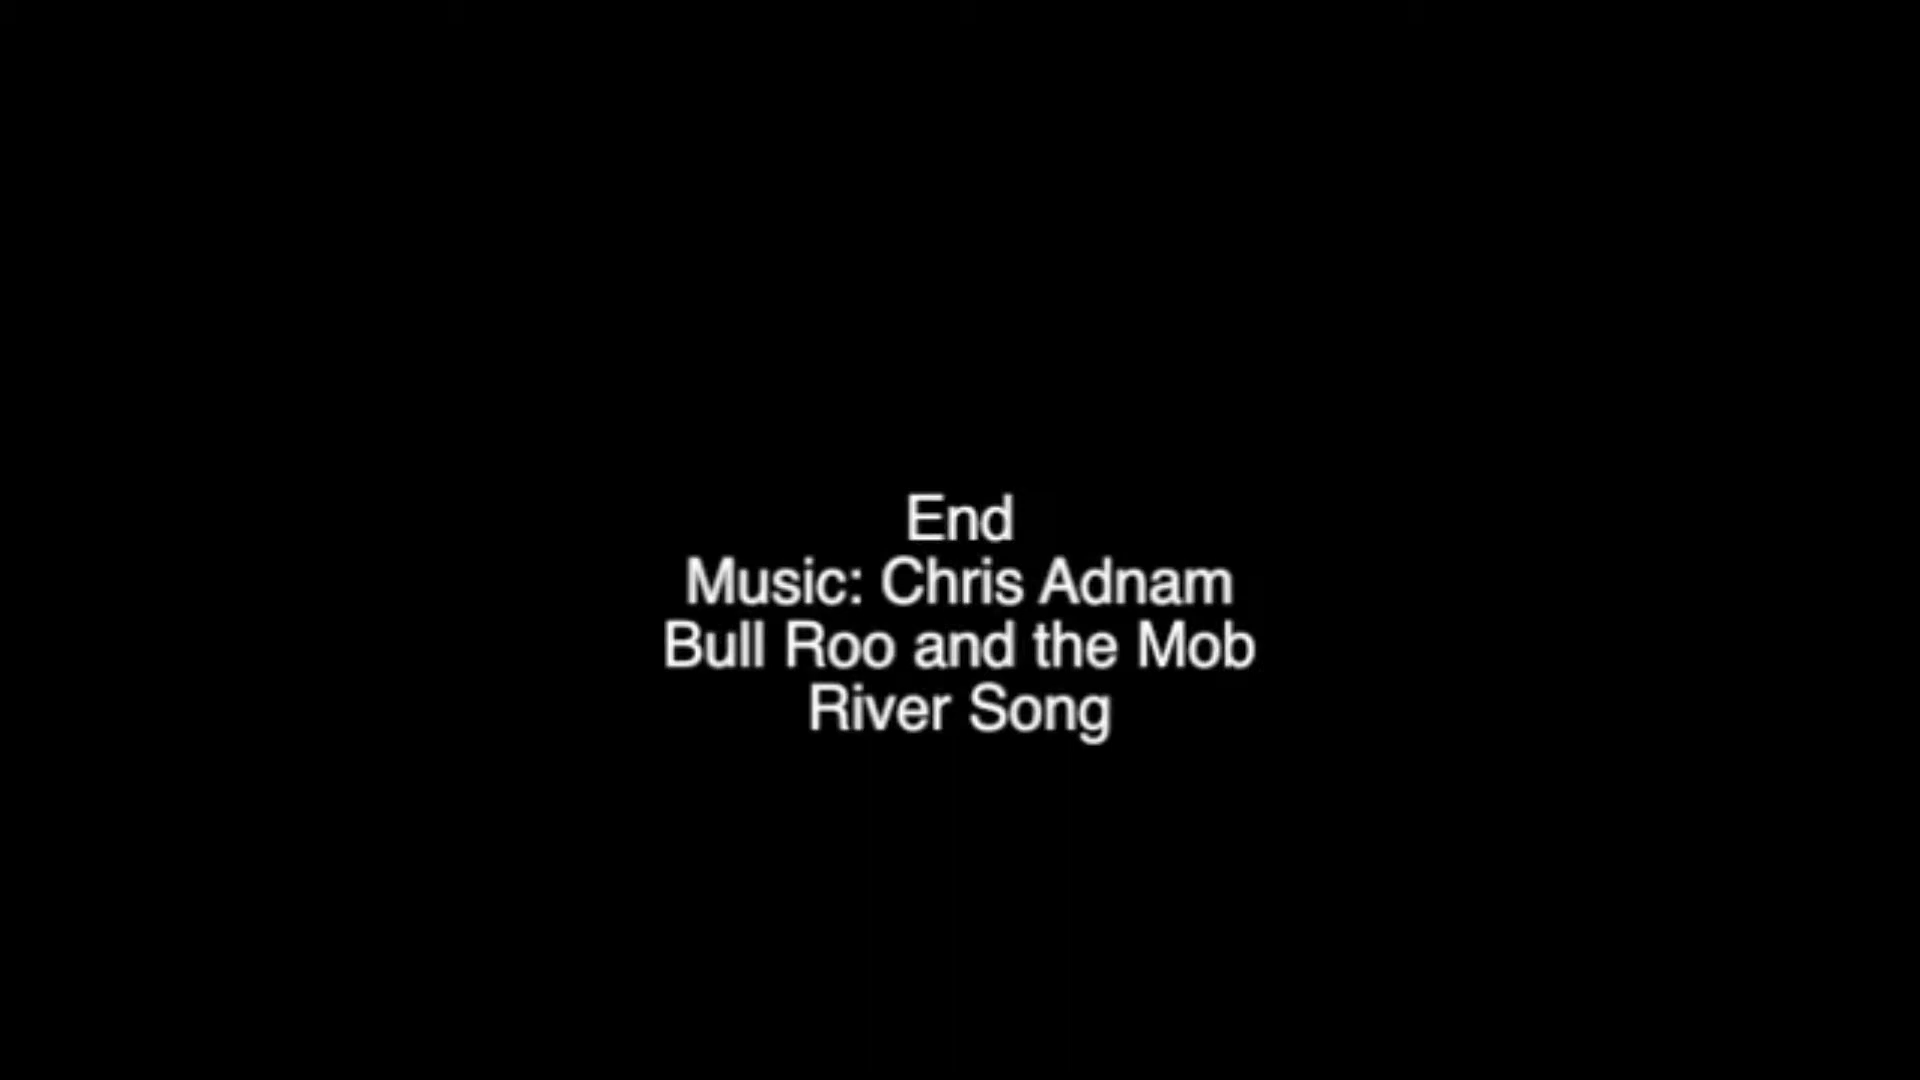 End
Music: Chris Adnam
Bull Roo and the Mob
River Song